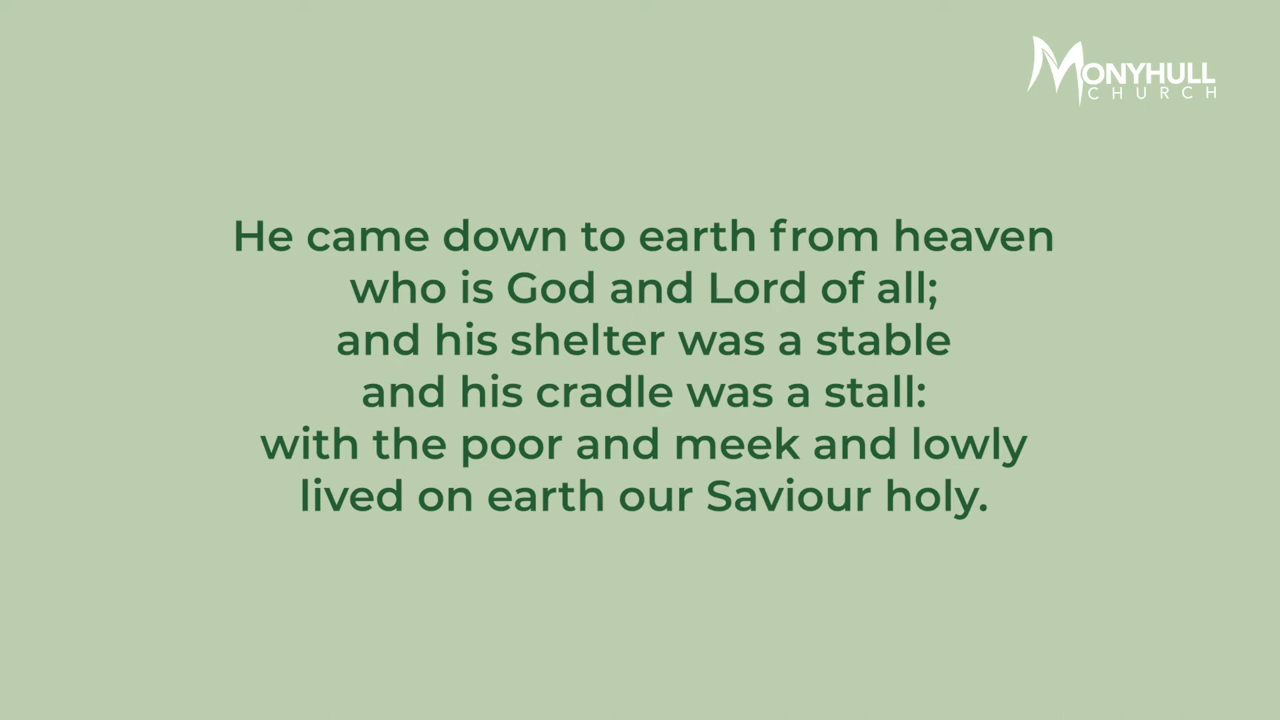 MONYHULL
CHURCH
He came down to earth from heaven
who is God and Lord of all;
and his shelter was a stable
and his cradle was a stall:
with the poor and meek and lowly
lived on earth our Saviour holy.